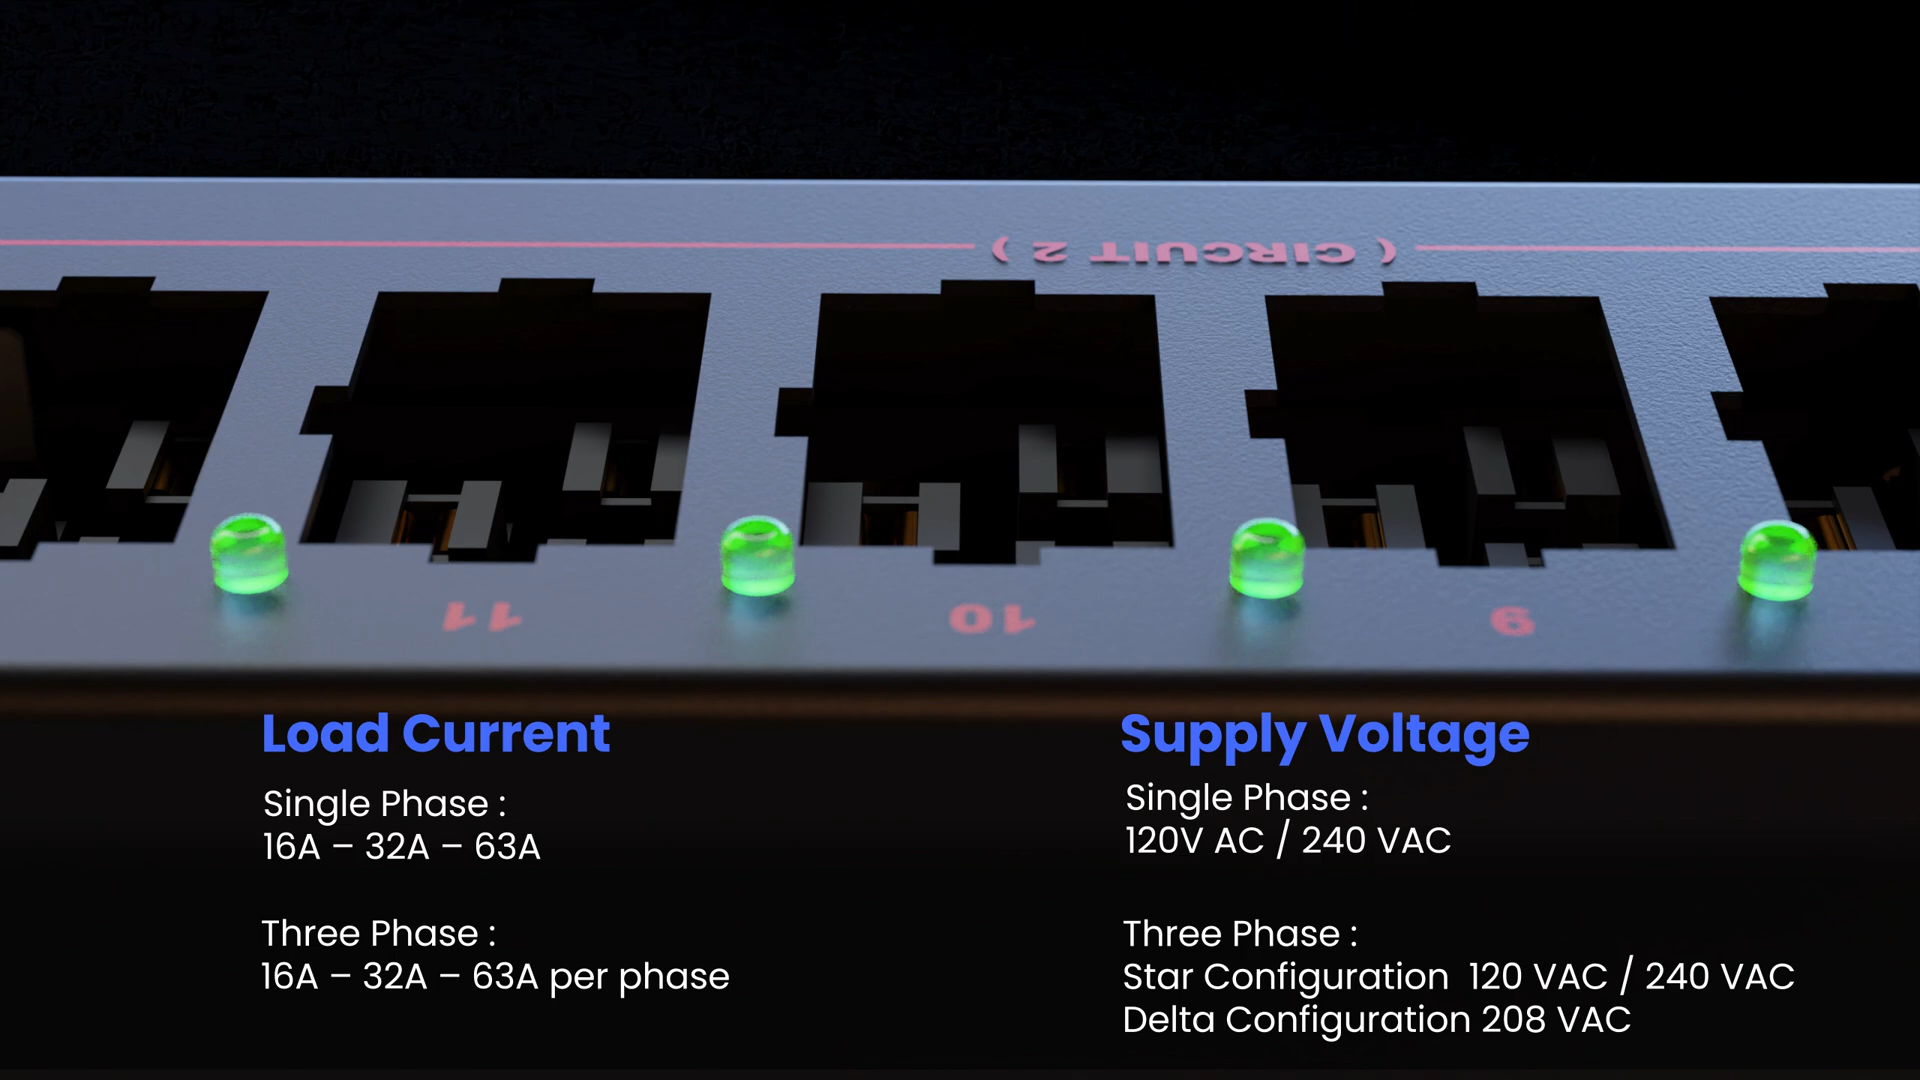 ( CIRCUIT 2 )
11
10
9
Load Current
Single Phase :
16A – 32A – 63A
Three Phase :
16A – 32A – 63A per phase
Supply Voltage
Single Phase :
120V AC / 240 VAC
Three Phase :
Star Configuration 120 VAC / 240 VAC
Delta Configuration 208 VAC